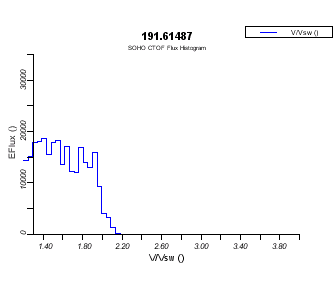 191.61487
V/Vsw ()
SOHO CTOF Flux Histogram
30000
20000
10000
0
EFlux ()
1.40 1.80 2.20 2.60 3.00 3.40 3.80
V/Vsw ()